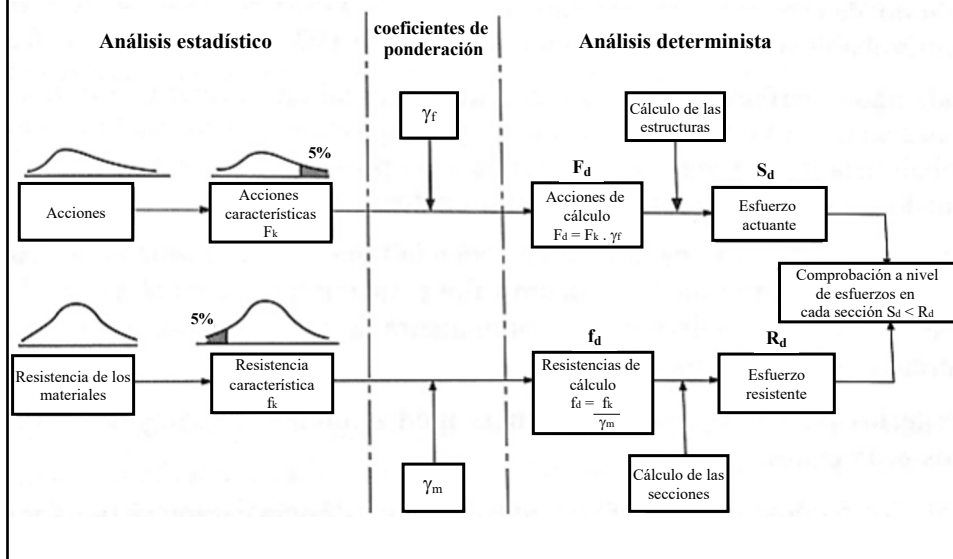 Análisis estadístico
coeficientes de
ponderación
Análisis determinista
γf
Cálculo de las
estructuras
5%
Fd
Sd
Acciones
Acciones
características
Fk
Acciones de
cálculo
Fd = Fk . γf
Esfuerzo
actuante
Comprobación a nivel
de esfuerzos en
cada sección Sd < Rd
5%
fd
Rd
Resistencia de los
materiales
Resistencia
característica
fk
Resistencias de
cálculo
fd = fk
γm
Esfuerzo
resistente
γm
Cálculo de las
secciones